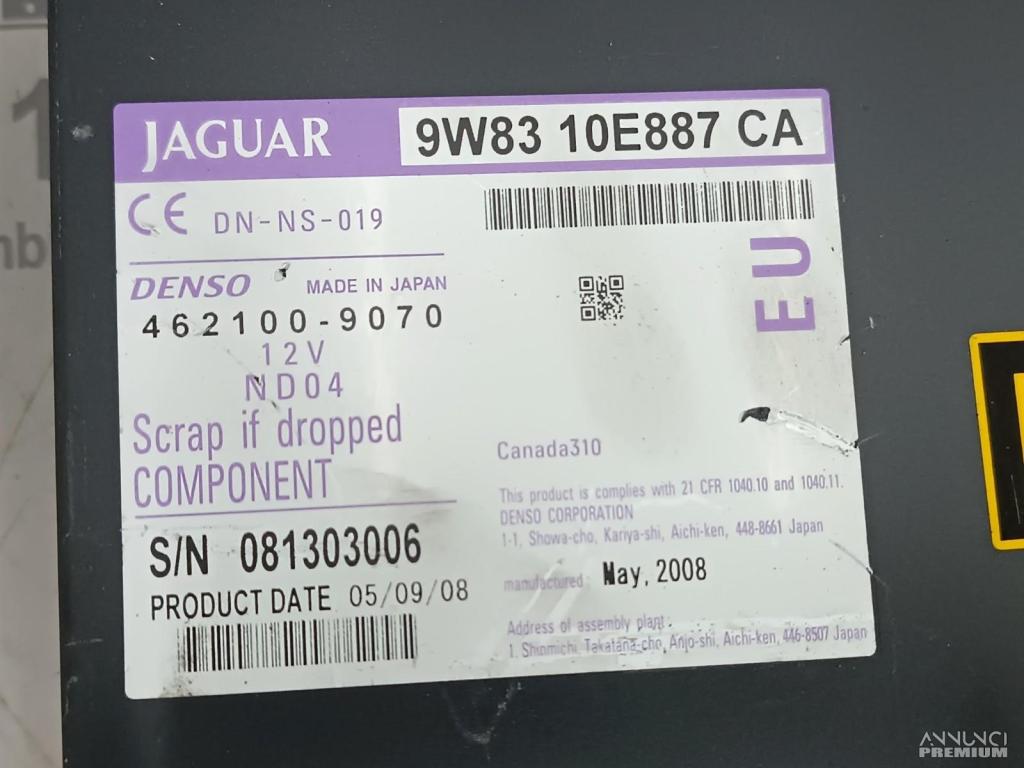 JAGUAR 9W83 10E887 CA
CE DN-NS-019
EU
DENSO MADE IN JAPAN
462100-9070
12V
ND04
Scrap if dropped
COMPONENT
S/N 081303006
PRODUCT DATE 05/09/08
Canada310
This product is complies with 21 CFR 1040.10 and 1040.11.
DENSO CORPORATION
1-1, Showa-cho, Kariya-shi, Aichi-ken, 448-8661 Japan
manufactured: May, 2008
Address of assembly plant:
1, Shinmichi, Takatana-cho, Anjo-shi, Aichi-ken, 446-8507 Japan
ANNUNCI
PREMIUM